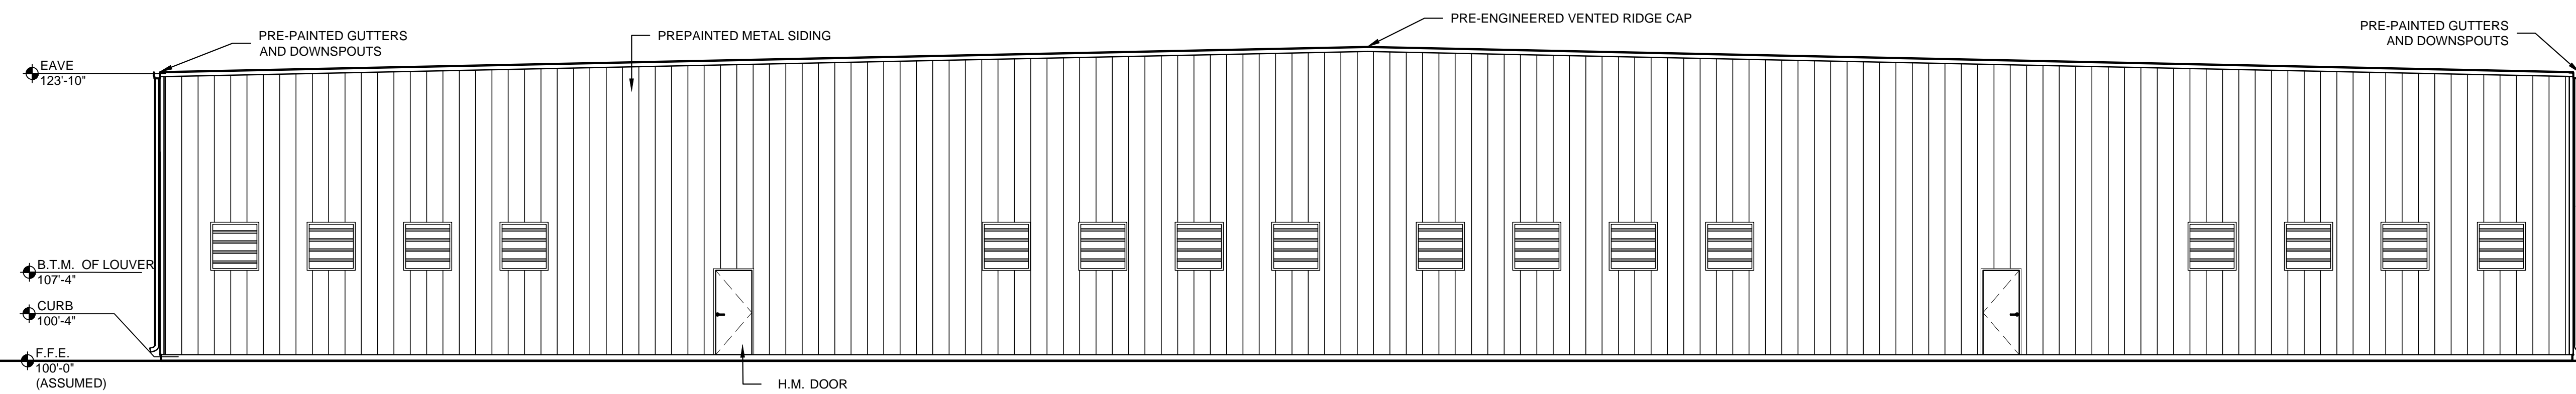 PRE-ENGINEERED VENTED RIDGE CAP
PRE-PAINTED GUTTERS
AND DOWNSPOUTS
PREPAINTED METAL SIDING
PRE-PAINTED GUTTERS
AND DOWNSPOUTS
EAVE
123'-10"
B.T.M. OF LOUVER
107'-4"
CURB
100'-4"
F.F.E.
100'-0"
(ASSUMED)
H.M. DOOR